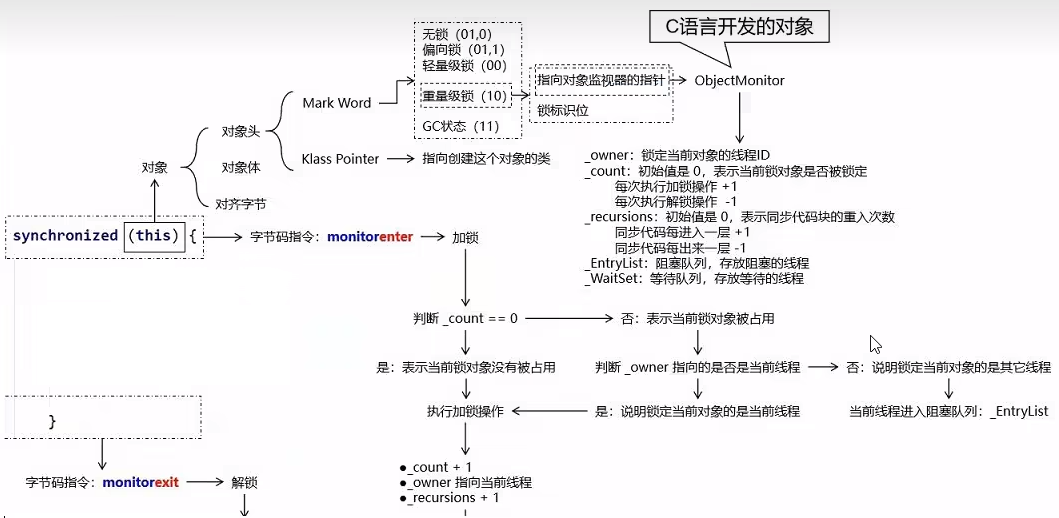 C语言开发的对象
无锁（01,0）
偏向锁（01,1）
轻量级锁（00）
重量级锁（10）
GC状态（11）
指向对象监视器的指针
锁标识位
ObjectMonitor
Mark Word
对象头
Klass Pointer
指向创建这个对象的类
对象
对象体
对齐字节
_owner：锁定当前对象的线程ID
_count：初始值是 0，表示当前锁对象是否被锁定
每次执行加锁操作 +1
每次执行解锁操作 -1
_recursions：初始值是 0，表示同步代码块的重入次数
同步代码每进入一层 +1
同步代码每出来一层 -1
_EntryList：阻塞队列，存放阻塞的线程
_WaitSet：等待队列，存放等待的线程
synchronized (this) {
字节码指令：monitorenter
加锁
判断 _count == 0
否：表示当前锁对象被占用
是：表示当前锁对象没有被占用
判断 _owner 指向的是否是当前线程
否：说明锁定当前对象的是其它线程
执行加锁操作
是：说明锁定当前对象的是当前线程
当前线程进入阻塞队列：_EntryList
}
●_count + 1
●_owner 指向当前线程
●_recursions + 1
字节码指令：monitorexit
解锁